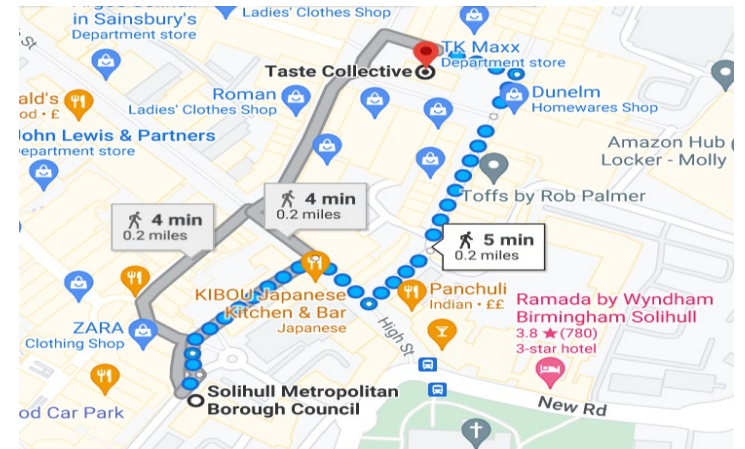 in Sainsbury's
Department store
Ladies' Clothes Shop
St
TK Maxx
Department store
Taste Collective
Roman
Ladies' Clothes Shop
Dunelm
Homewares Shop
ald's
od • £
John Lewis & Partners
epartment store
Amazon Hub
Locker - Molly
Toffs by Rob Palmer
4 min
0.2 miles
4 min
0.2 miles
5 min
0.2 miles
KIBOU Japanese
Kitchen & Bar
Japanese
Panchuli
Indian • ££
Ramada by Wyndham
Birmingham Solihull
3.8 ★ (780)
3-star hotel
High St
ZARA
Clothing Shop
Solihull Metropolitan
Borough Council
New Rd
od Car Park